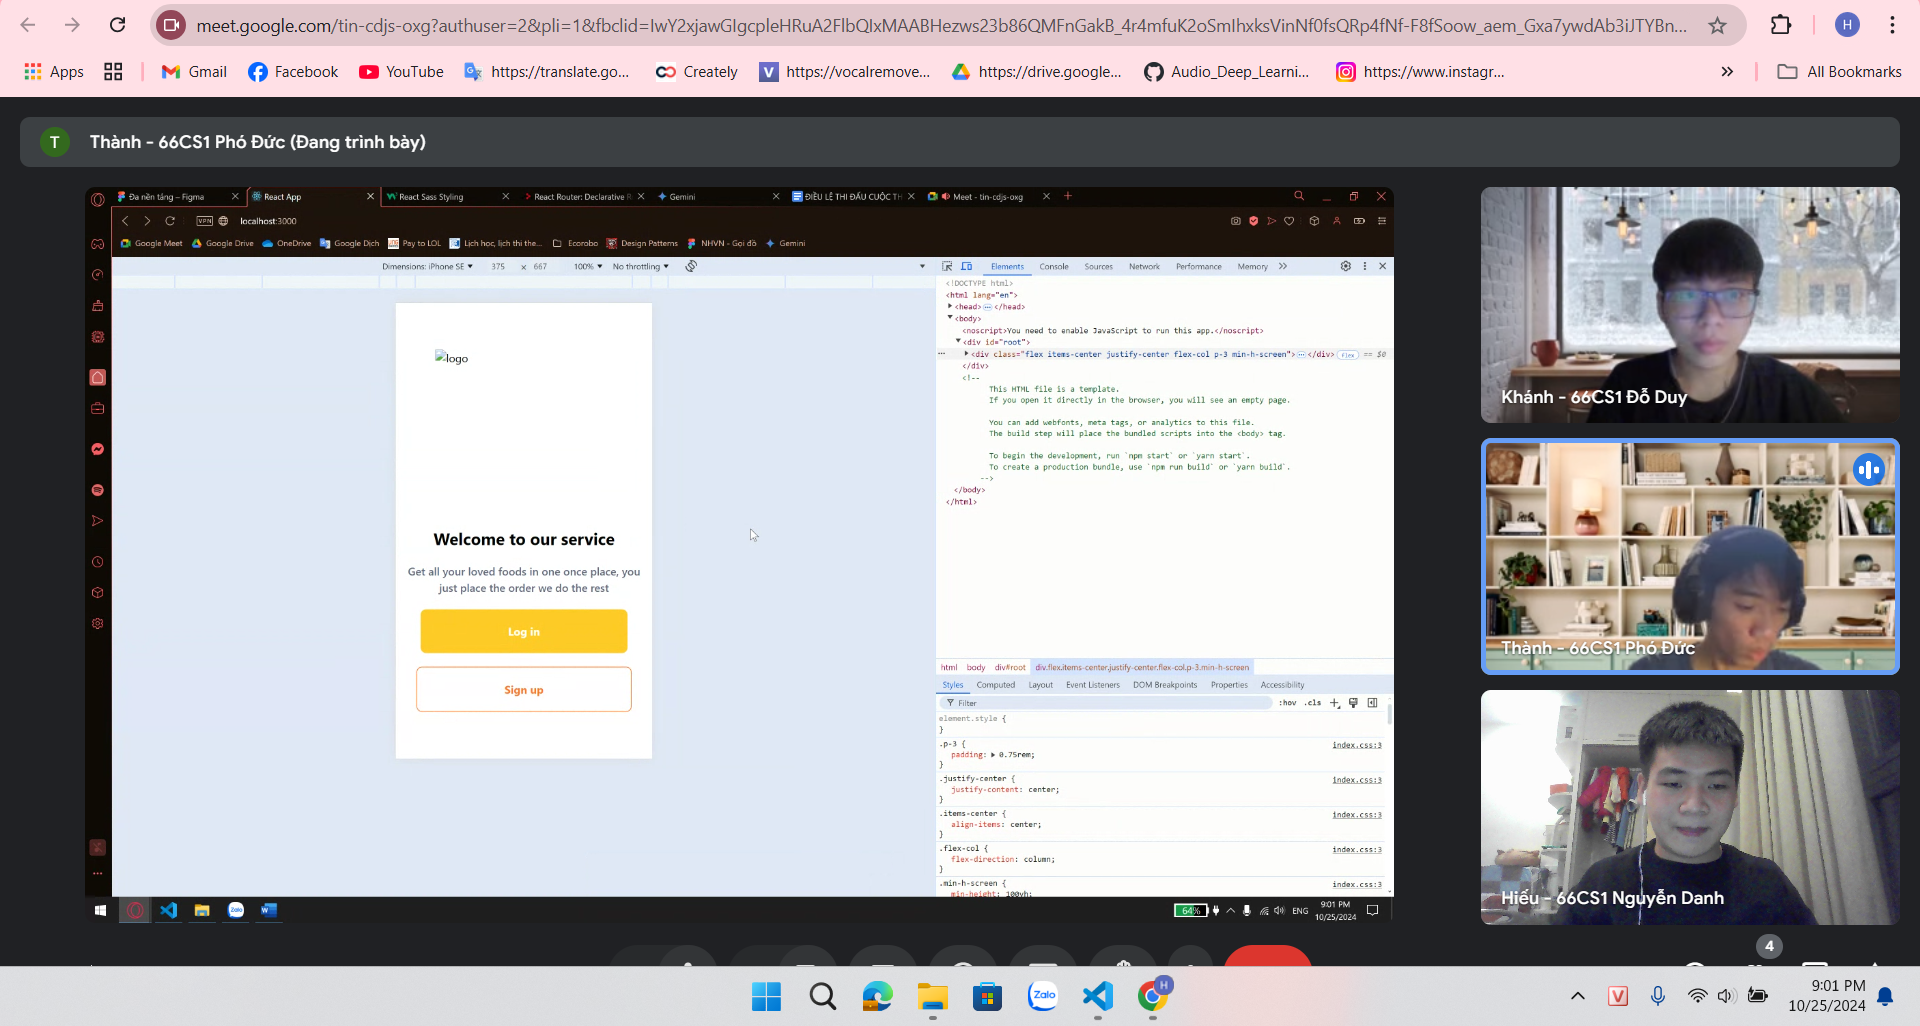 meet.google.com/tin-cdjs-oxg?authuser=2&pli=1&fbclid=IwY2xjawGIgcpleHRuA2FlbQIxMAABHezws23b86QMFnGakB_4r4mfuK2oSmIhxksVinNf0fsQRp4fNf-F8fSoow_aem_Gxa7ywdAb3iJTYBn...
H
Apps
Gmail
Facebook
YouTube
https://translate.go...
Creately
https://vocalremove...
https://drive.google...
Audio_Deep_Learni...
https://www.instagr...
All Bookmarks
T
Thành - 66CS1 Phó Đức (Đang trình bày)
Đa nền tảng – Figma
React App
React Sass Styling
React Router: Declarative R
Gemini
ĐIỀU LỆ THI ĐẤU CUỘC TH
Meet - tin-cdjs-oxg
VPN
localhost:3000
Google Meet
Google Drive
OneDrive
Google Dịch
Pay to LOL
Lịch học, lịch thi the...
Ecorobo
Design Patterns
NHVN - Gọi đồ
Gemini
Dimensions: iPhone SE
375
x
667
100%
No throttling
Elements
Console
Sources
Network
Performance
Memory
<!DOCTYPE html>
<html lang="en">
<head> … </head>
<body>
<noscript>You need to enable JavaScript to run this app.</noscript>
<div id="root">
<div class="flex items-center justify-center flex-col p-3 min-h-screen"> … </div> flex == $0
</div>
<!--
This HTML file is a template.
If you open it directly in the browser, you will see an empty page.
You can add webfonts, meta tags, or analytics to this file.
The build step will place the bundled scripts into the <body> tag.
To begin the development, run `npm start` or `yarn start`.
To create a production bundle, use `npm run build` or `yarn build`.
-->
</body>
</html>
logo
Welcome to our service
Get all your loved foods in one once place, you
just place the order we do the rest
Log in
Sign up
html body div#root div.flex.items-center.justify-center.flex-col.p-3.min-h-screen
Styles
Computed
Layout
Event Listeners
DOM Breakpoints
Properties
Accessibility
Filter
:hov .cls
element.style {
}
.p-3 { index.css:3
padding: 0.75rem;
}
.justify-center { index.css:3
justify-content: center;
}
.items-center { index.css:3
align-items: center;
}
.flex-col { index.css:3
flex-direction: column;
}
.min-h-screen { index.css:3
min-height: 100vh;
64%
ENG
9:01 PM
10/25/2024
Khánh - 66CS1 Đỗ Duy
Thành - 66CS1 Phó Đức
Hiếu - 66CS1 Nguyễn Danh
4
Zalo
H
V
9:01 PM
10/25/2024